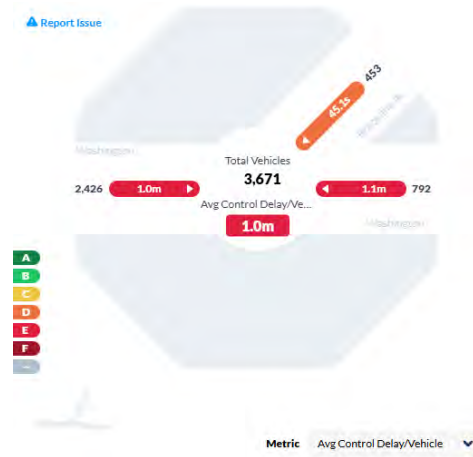 Report Issue
453
45.1s
Washington
Total Vehicles
3,671
2,426 1.0m 1.1m 792
Avg Control Delay/Ve...
1.0m
Washington
A
B
C
D
E
F
Metric Avg Control Delay/Vehicle